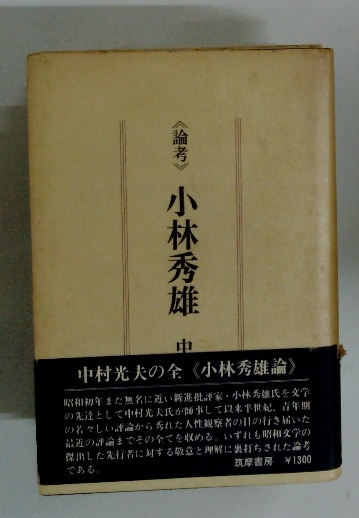 《論考》
小林秀雄
中
中村光夫の全《小林秀雄論》
昭和初年まだ無名に近い新進批評家・小林秀雄氏を文学
の先達として中村光夫氏が師事して以来半世紀、青年期
の若々しい評論から秀れた人性観察者の目の行き届いた
最近の評論までその全てを収める。いずれも昭和文学の
傑出した先行者に対する敬意と理解に裏打ちされた論考
である。
筑摩書房 ¥1300